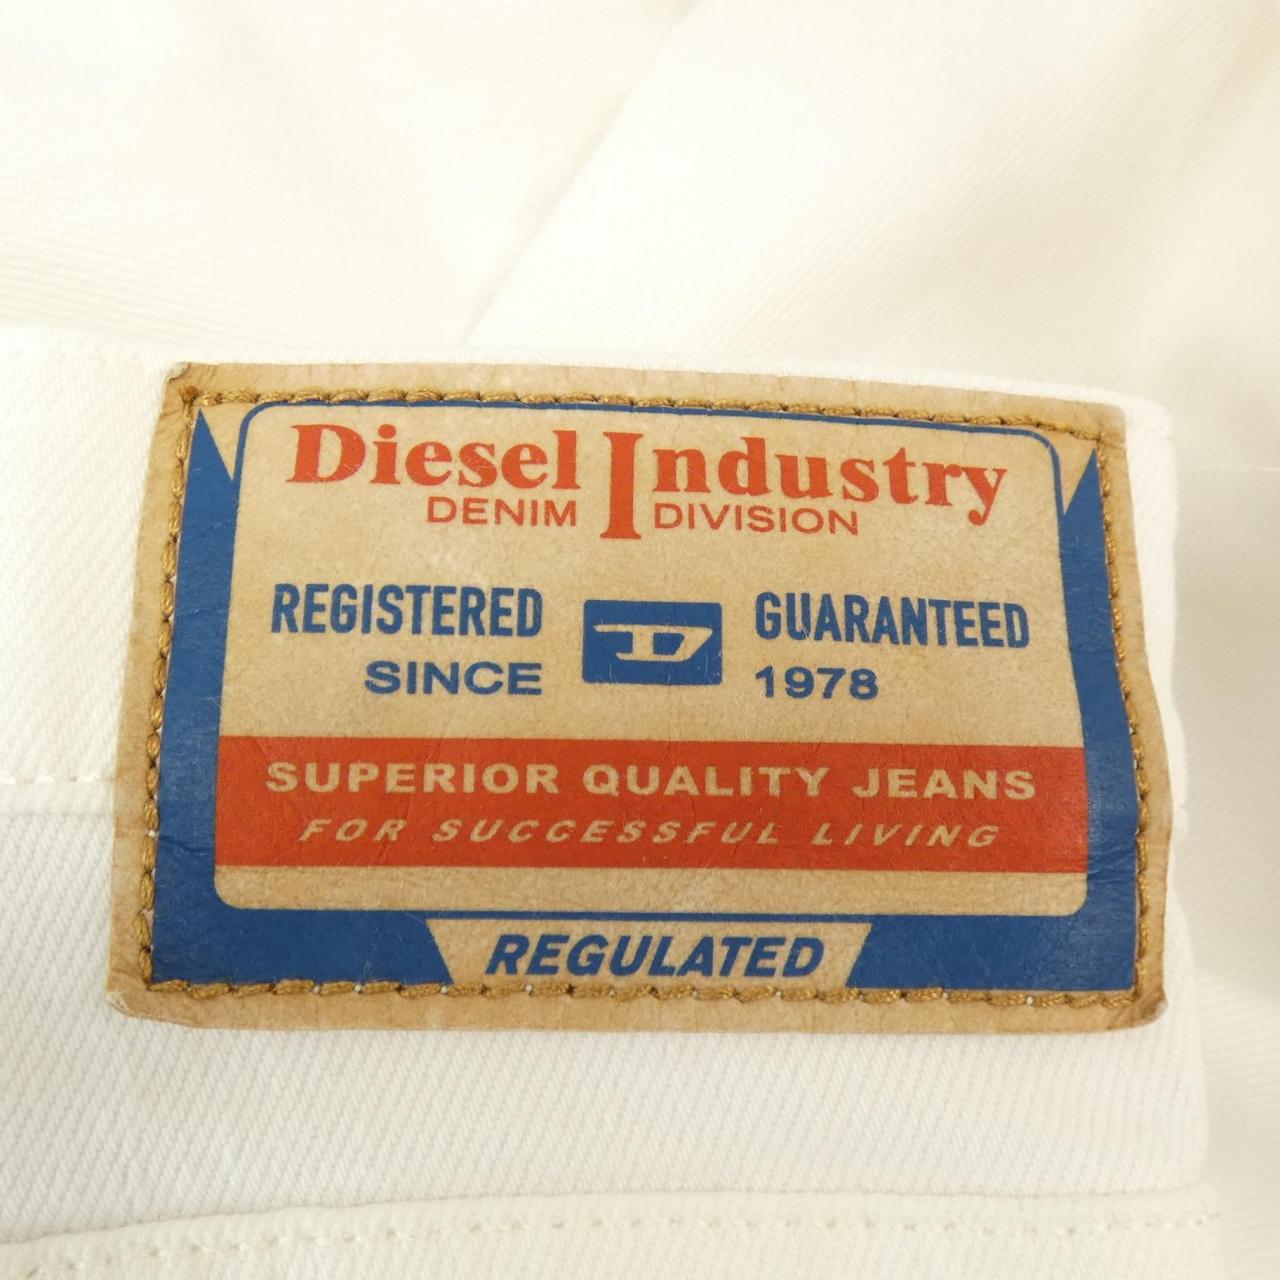 Diesel Industry
DENIM DIVISION
REGISTERED D GUARANTEED
SINCE 1978
SUPERIOR QUALITY JEANS
FOR SUCCESSFUL LIVING
REGULATED